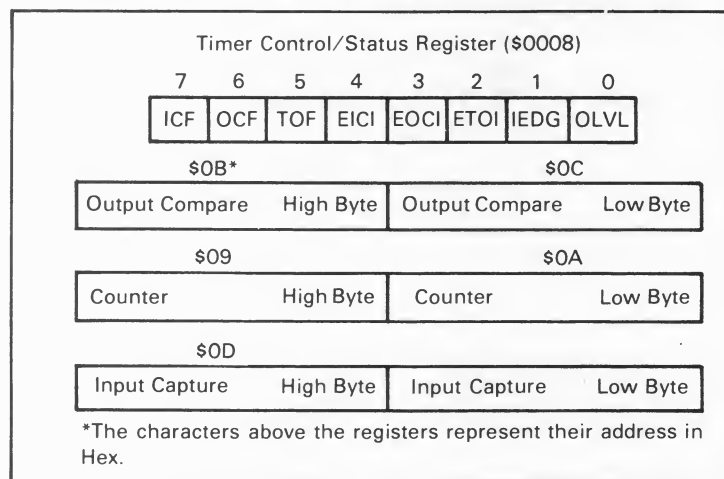 Timer Control/Status Register ($0008)
7 6 5 4 3 2 1 0
ICF OCF TOF EICI EOCI ETOI IEDG OLVL
$0B* $0C
Output Compare High Byte Output Compare Low Byte
$09 $0A
Counter High Byte Counter Low Byte
$0D
Input Capture High Byte Input Capture Low Byte
*The characters above the registers represent their address in
Hex.